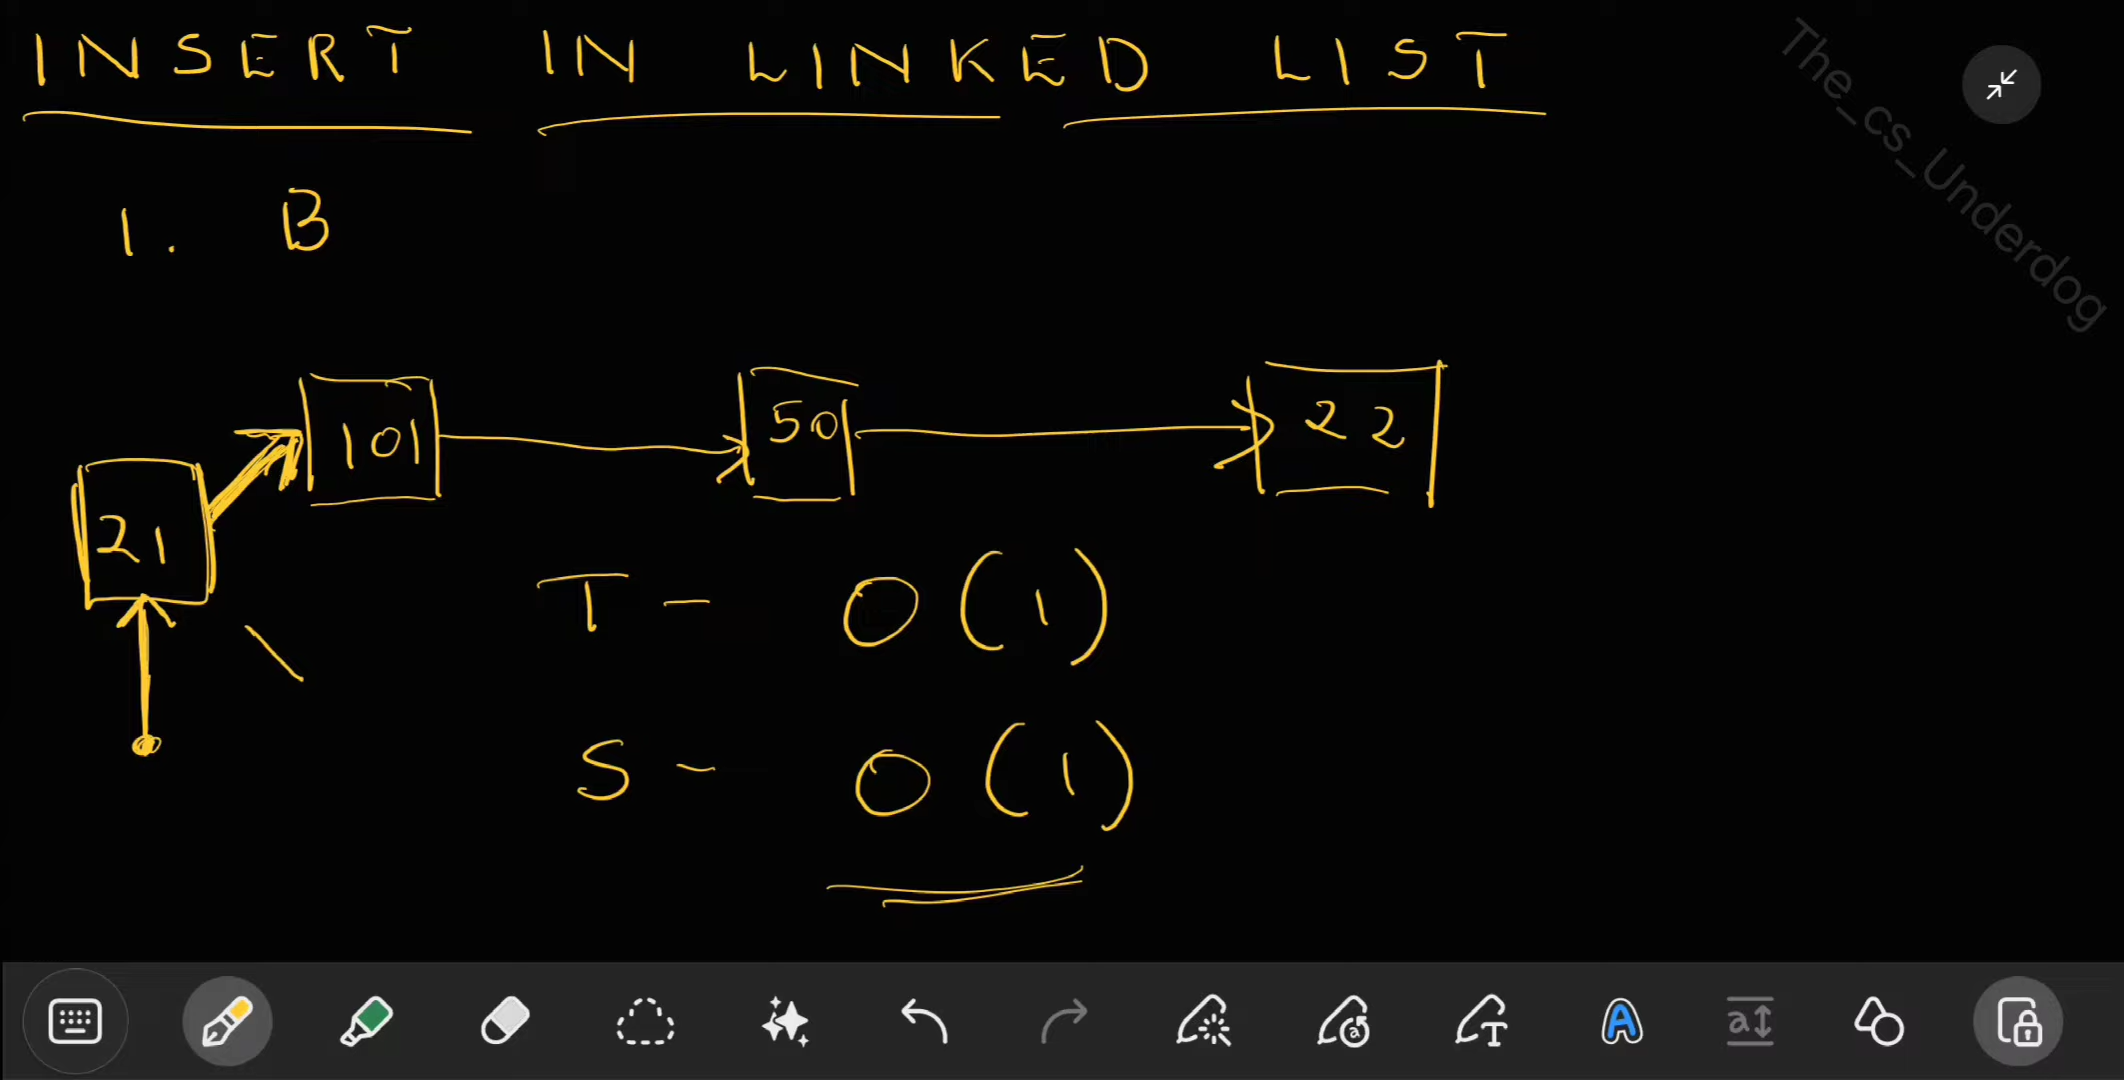 INSERT IN LINKED LIST
1. B
101 50 22
21
T - O(1)
S - O(1)
The_cs_Underdog